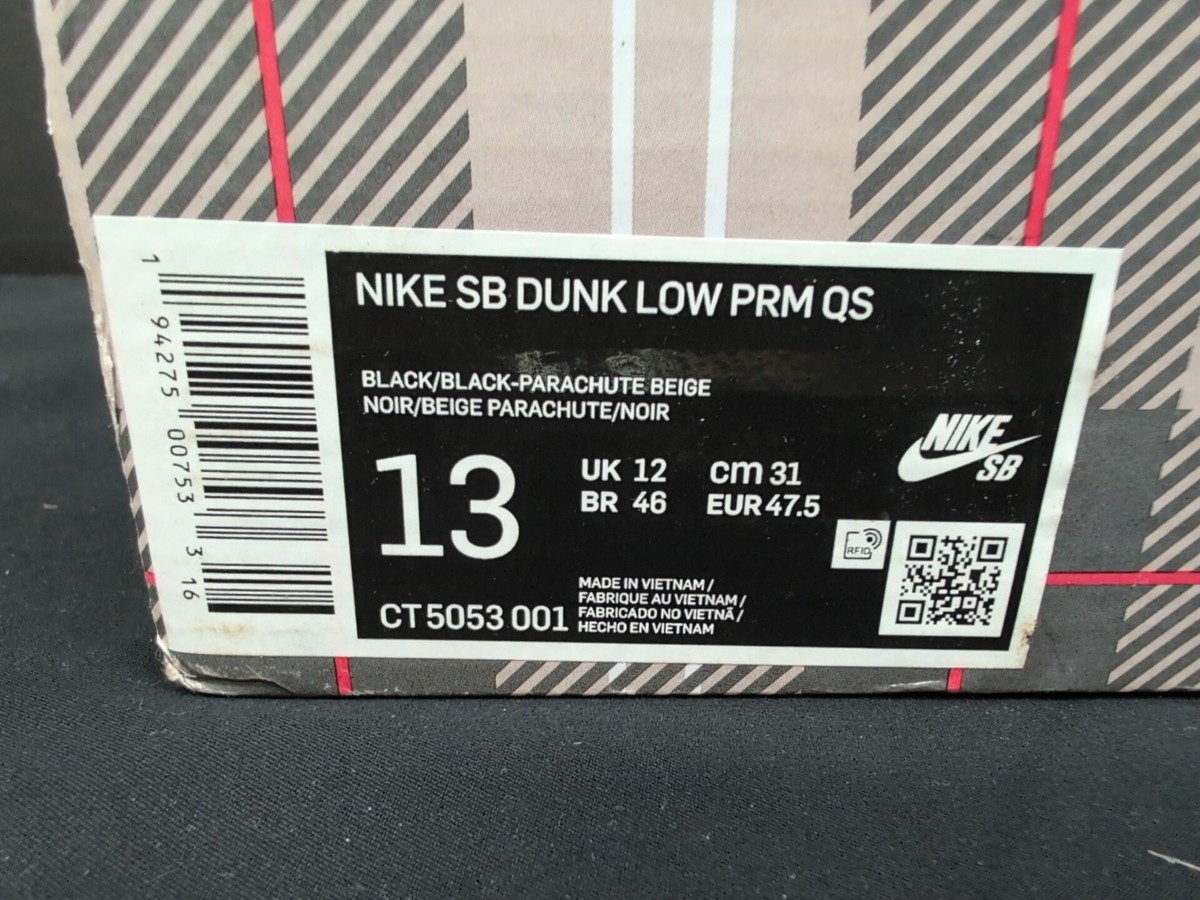 1 94275 00753 3 16
NIKE SB DUNK LOW PRM QS
BLACK/BLACK-PARACHUTE BEIGE
NOIR/BEIGE PARACHUTE/NOIR
13
UK 12 cm 31
BR 46 EUR 47.5
NIKE
SB
RFID
CT5053 001
MADE IN VIETNAM /
FABRIQUE AU VIETNAM /
FABRICADO NO VIETNÃ /
HECHO EN VIETNAM